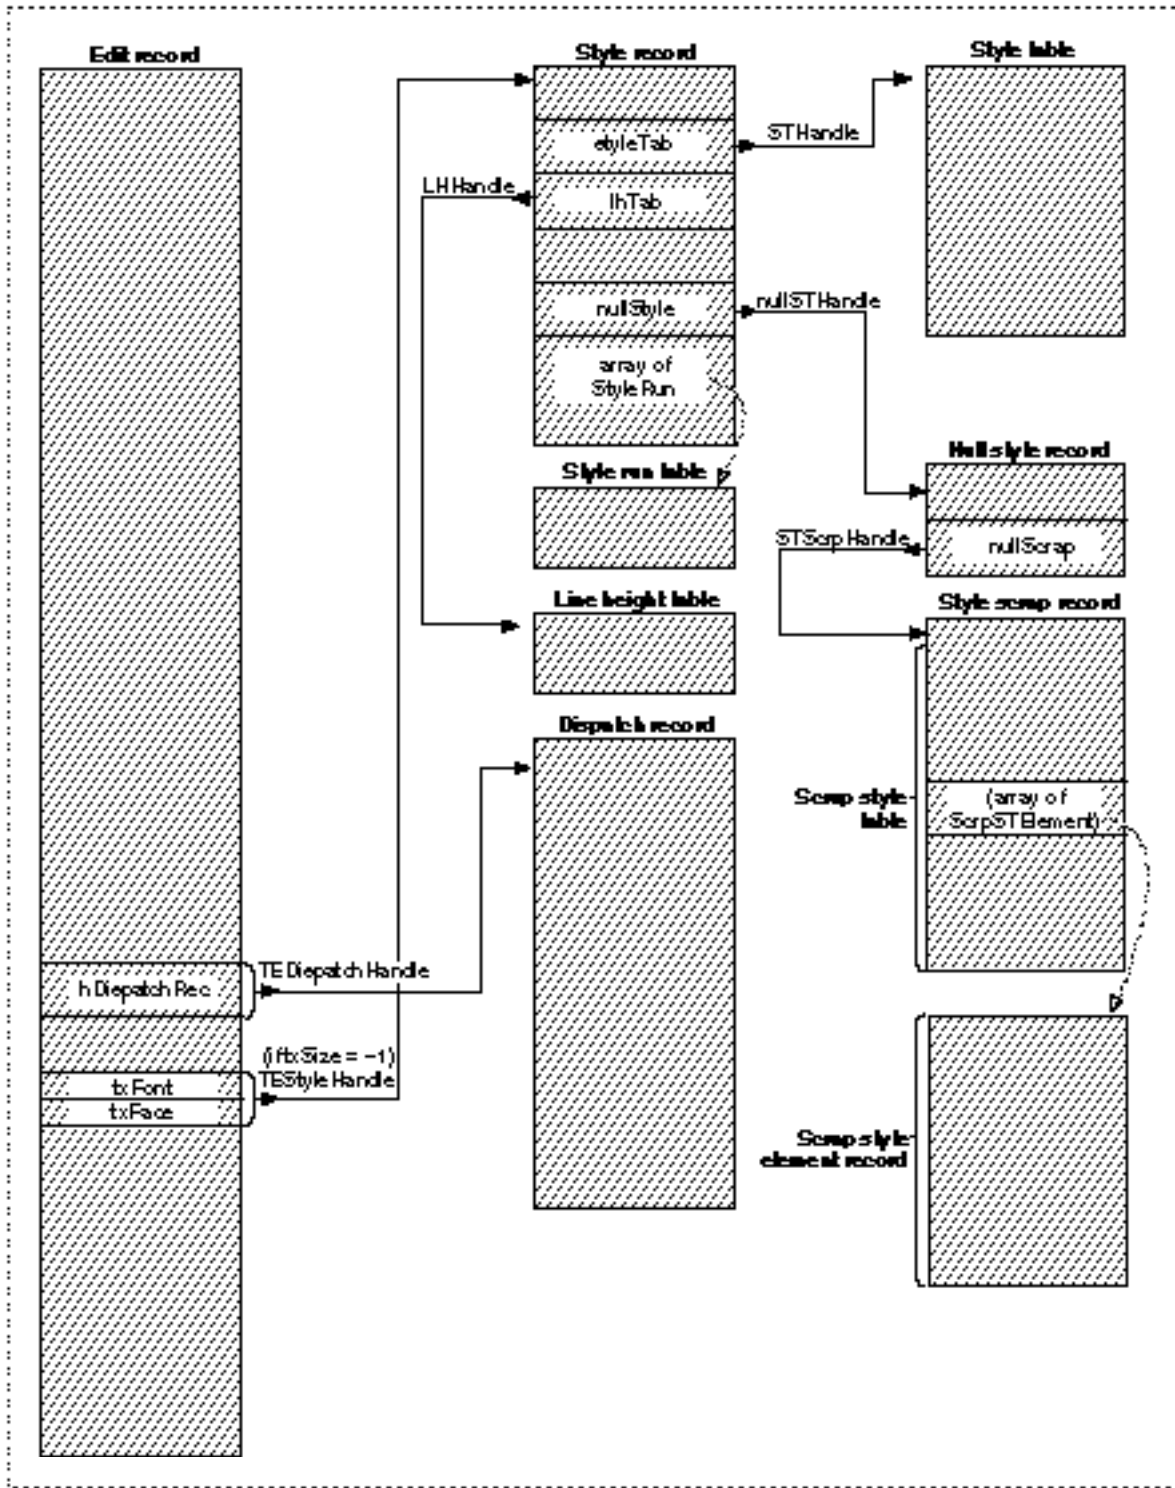 Edit record
Style record
Style table
styleTab
STHandle
LHHandle
lhTab
nullStyle
nullSTHandle
array of
StyleRun
Style run table
Null style record
STScrpHandle
nullScrap
Line height table
Style scrap record
Dispatch record
Scrap style
table
(array of
ScrpSTElement)
hDispatchRec
TEDispatchHandle
(if txSize = −1)
TEStyleHandle
txFont
txFace
Scrap style
element record